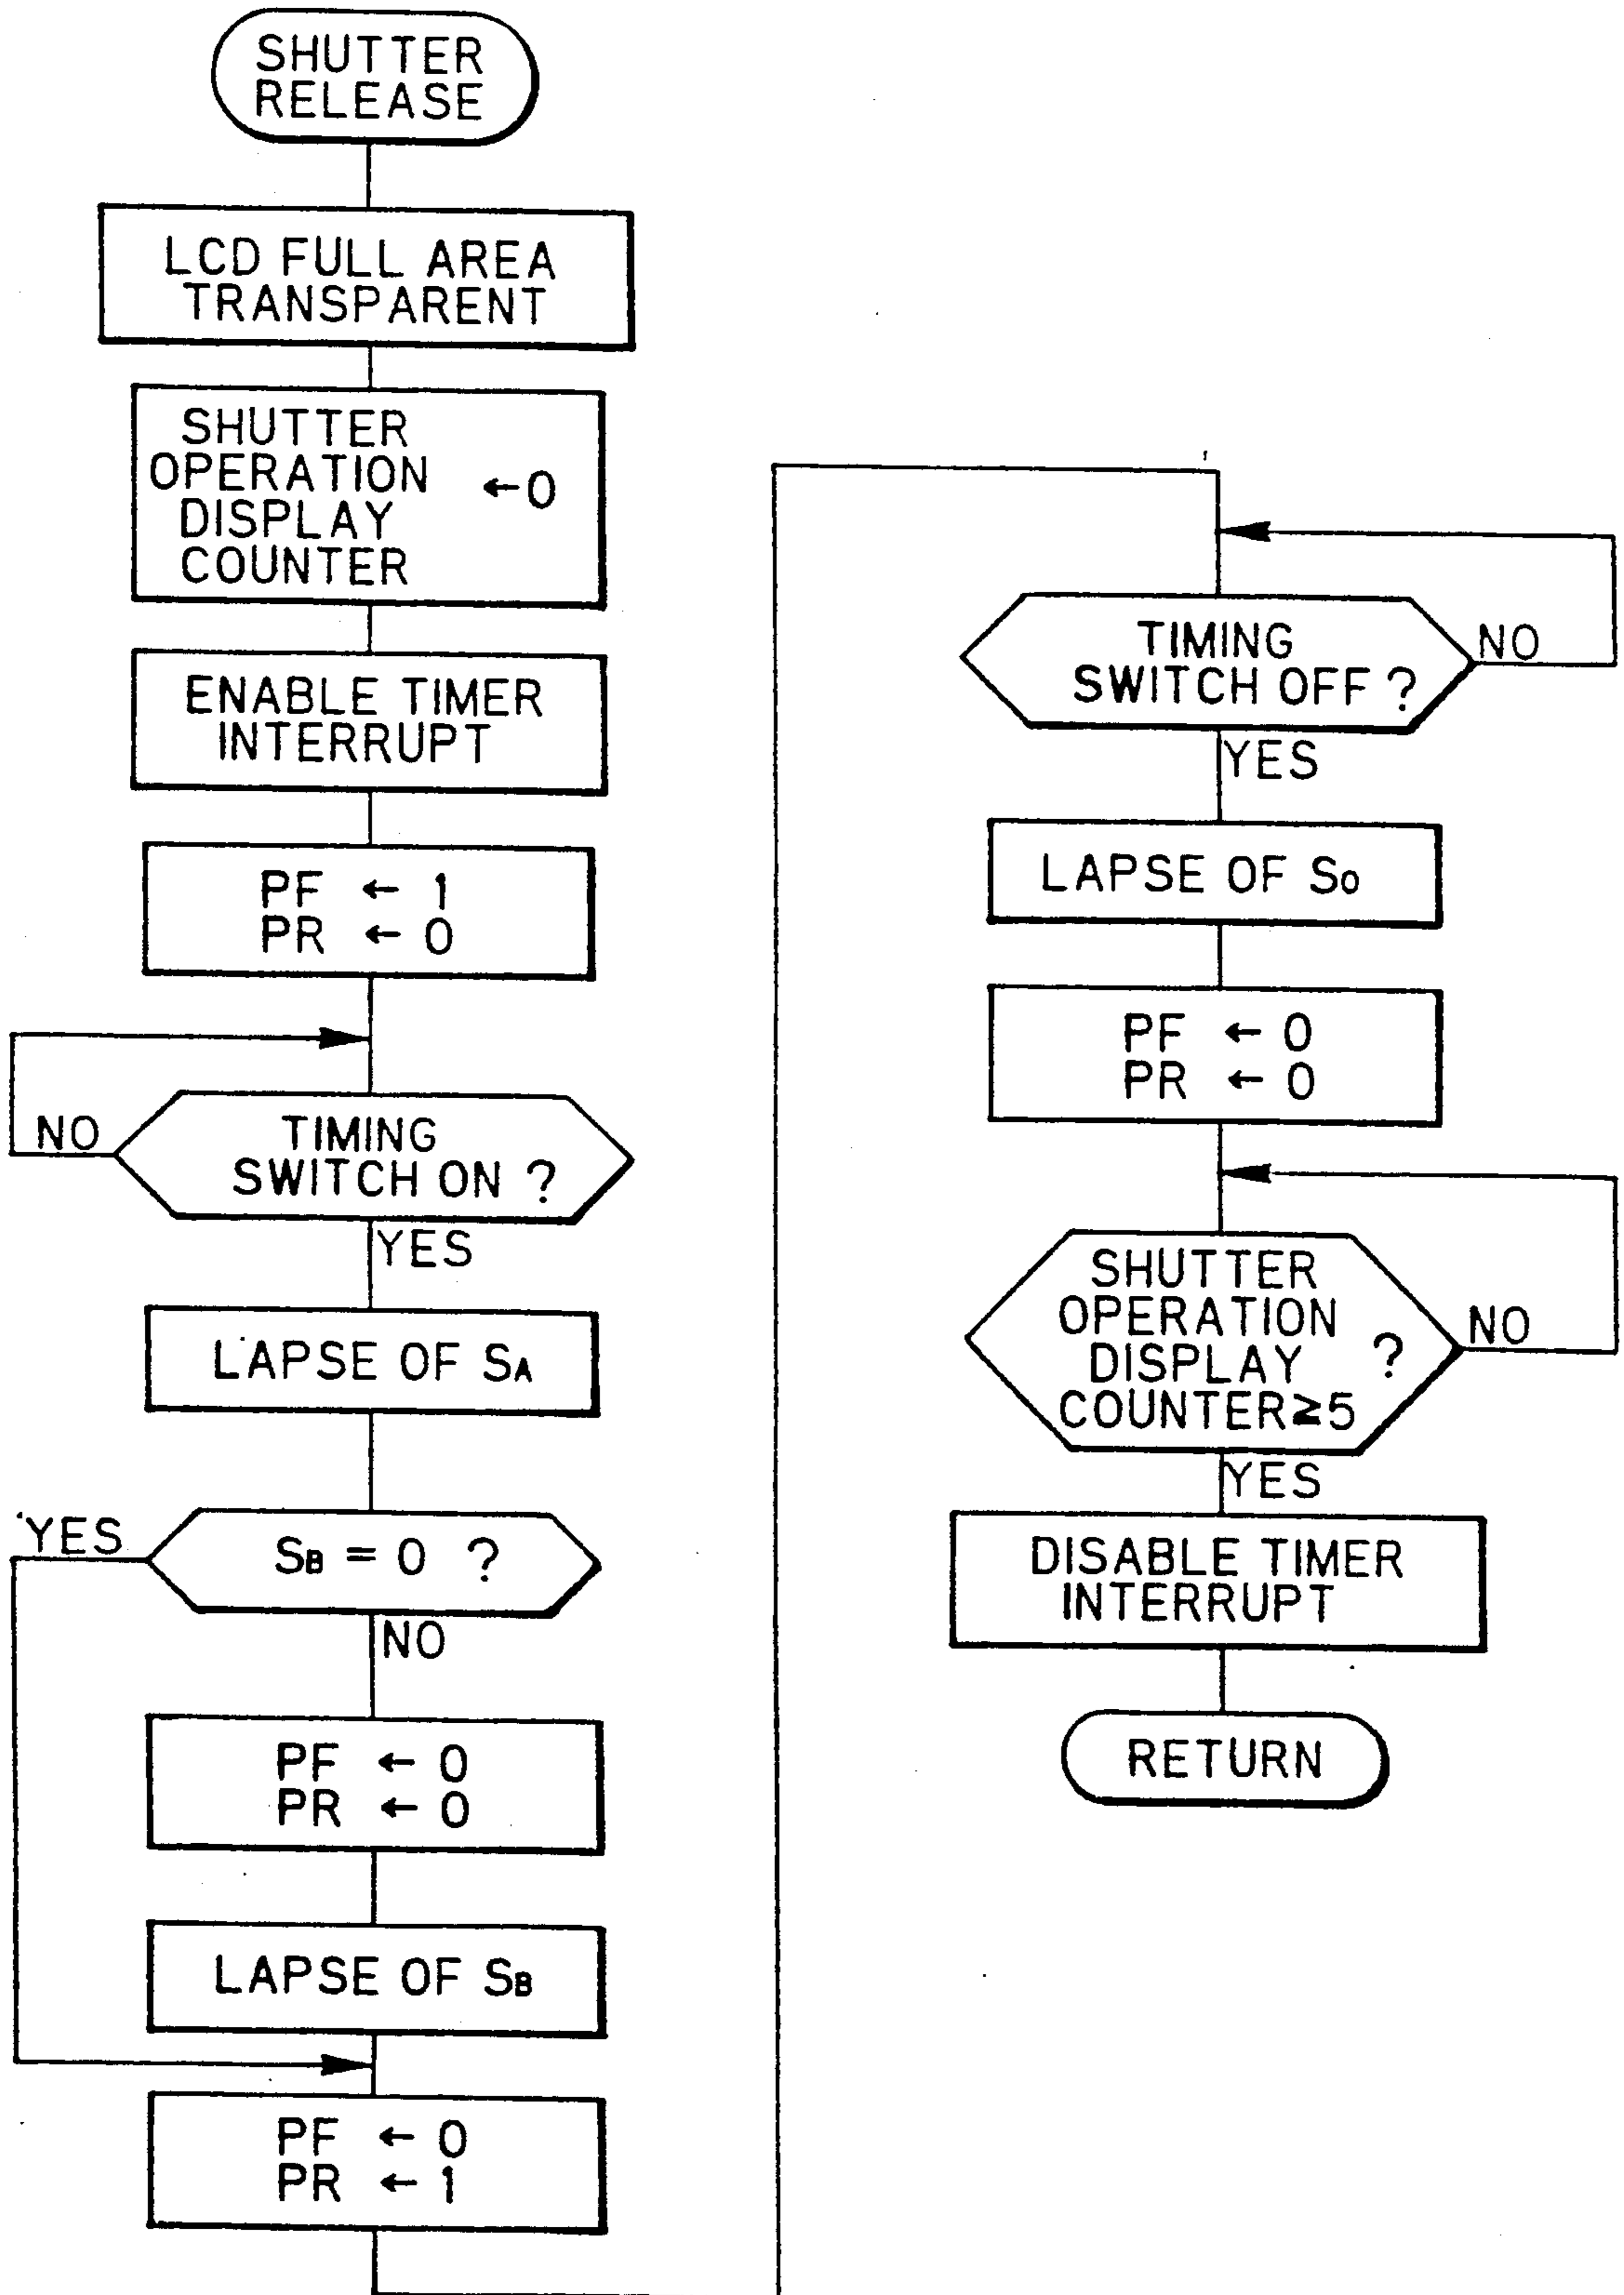 SHUTTER
RELEASE
LCD FULL AREA
TRANSPARENT
SHUTTER
OPERATION ←0
DISPLAY
COUNTER
ENABLE TIMER
INTERRUPT
PF ← 1
PR ← 0
NO
TIMING
SWITCH ON ?
YES
LAPSE OF SA
YES
SB = 0 ?
NO
PF ← 0
PR ← 0
LAPSE OF SB
PF ← 0
PR ← 1
TIMING
SWITCH OFF ?
NO
YES
LAPSE OF S0
PF ← 0
PR ← 0
SHUTTER
OPERATION
DISPLAY ?
COUNTER≧5
NO
YES
DISABLE TIMER
INTERRUPT
RETURN